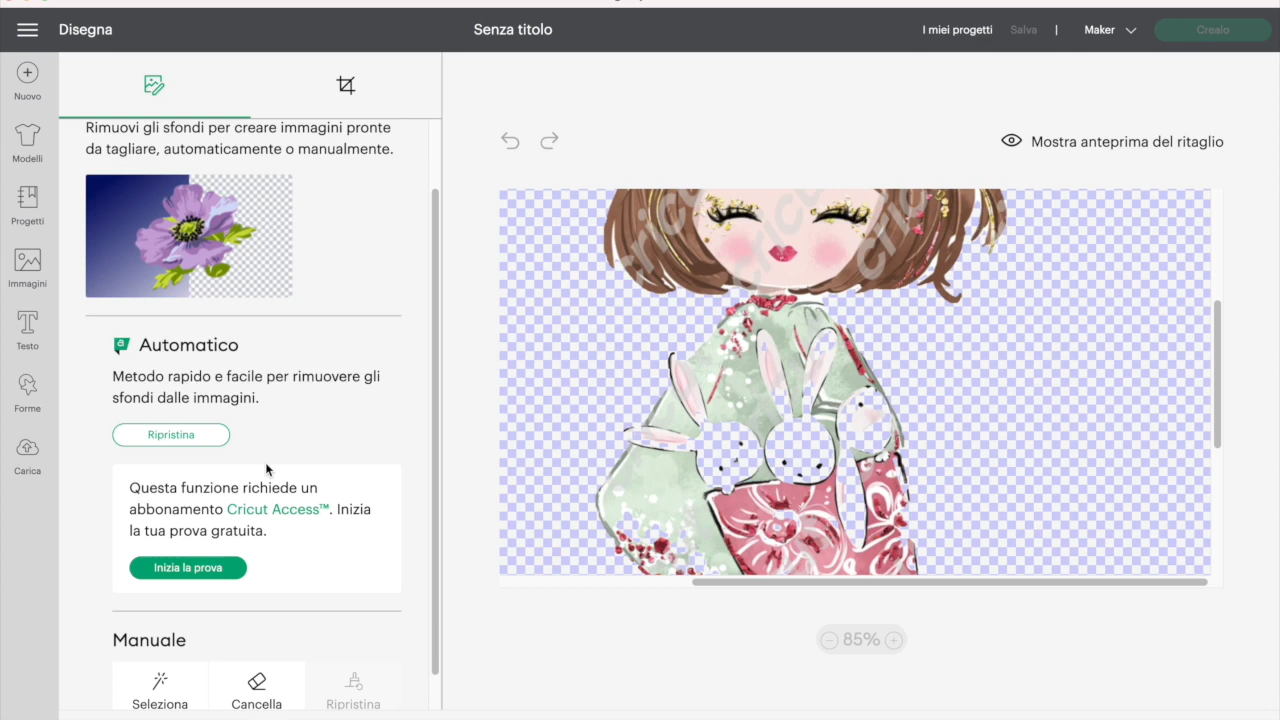 Disegna
Senza titolo
I miei progetti
Salva
|
Maker
Crealo
Nuovo
Modelli
Progetti
Immagini
Testo
Forme
Carica
Rimuovi gli sfondi per creare immagini pronte
da tagliare, automaticamente o manualmente.
a
Automatico
Metodo rapido e facile per rimuovere gli
sfondi dalle immagini.
Ripristina
Questa funzione richiede un
abbonamento Cricut Access™. Inizia
la tua prova gratuita.
Inizia la prova
Manuale
Seleziona
Cancella
Ripristina
Mostra anteprima del ritaglio
cricut
cricut
cricut
85%